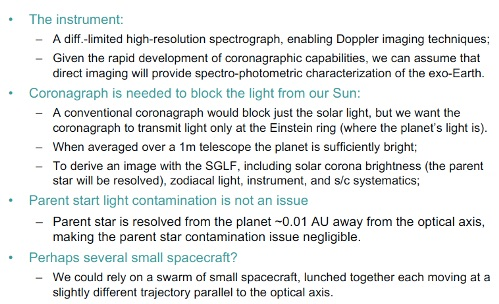 • The instrument:
– A diff.-limited high-resolution spectrograph, enabling Doppler imaging techniques;
– Given the rapid development of coronagraphic capabilities, we can assume that
direct imaging will provide spectro-photometric characterization of the exo-Earth.
• Coronagraph is needed to block the light from our Sun:
– A conventional coronagraph would block just the solar light, but we want the
coronagraph to transmit light only at the Einstein ring (where the planet's light is).
– When averaged over a 1m telescope the planet is sufficiently bright;
– To derive an image with the SGLF, including solar corona brightness (the parent
star will be resolved), zodiacal light, instrument, and s/c systematics;
• Parent start light contamination is not an issue
– Parent star is resolved from the planet ~0.01 AU away from the optical axis,
making the parent star contamination issue negligible.
• Perhaps several small spacecraft?
– We could rely on a swarm of small spacecraft, lunched together each moving at a
slightly different trajectory parallel to the optical axis.